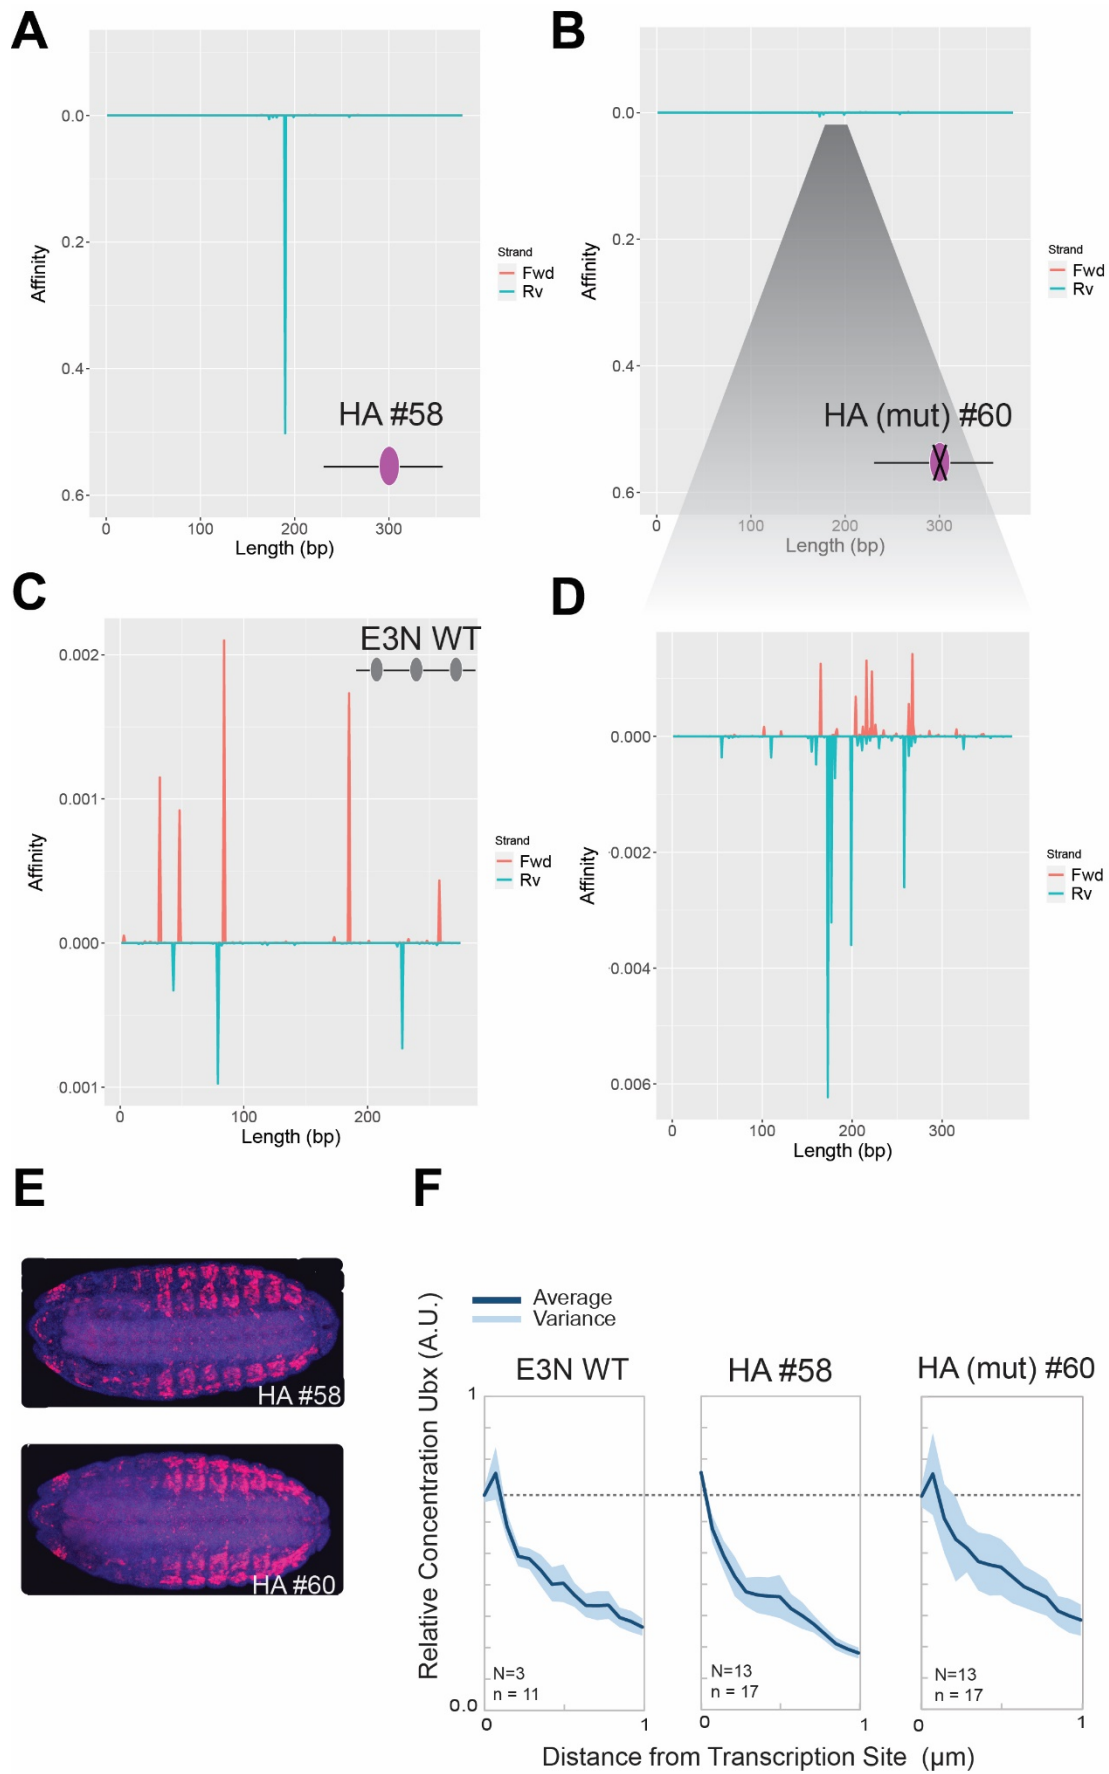 A
0.0
0.2
0.4
0.6
0
100
200
300
Affinity
Length (bp)
Strand
Fwd
Rv
HA #58
B
0.0
0.2
0.4
0.6
0
100
200
300
Affinity
Length (bp)
Strand
Fwd
Rv
HA (mut) #60
C
0.002
0.001
0.000
0.001
0
100
200
Affinity
Length (bp)
Strand
Fwd
Rv
E3N WT
D
0.000
0.002
0.004
0.006
0
100
200
300
Affinity
Length (bp)
Strand
Fwd
Rv
E
HA #58
HA #60
F
Average
Variance
Relative Concentration Ubx (A.U.)
E3N WT
HA #58
HA (mut) #60
1
0.0
N=3
n = 11
N=13
n = 17
N=13
n = 17
0
1
0
1
0
1
Distance from Transcription Site (µm)